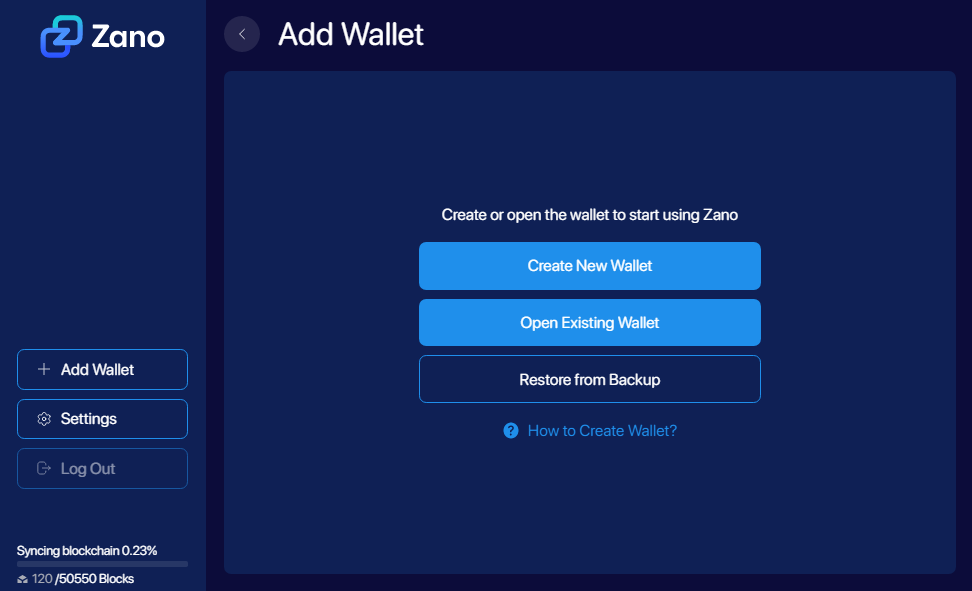 Zano
Add Wallet
Create or open the wallet to start using Zano
Create New Wallet
Open Existing Wallet
Restore from Backup
? How to Create Wallet?
Add Wallet
Settings
Log Out
Syncing blockchain 0.23%
120 /50550 Blocks